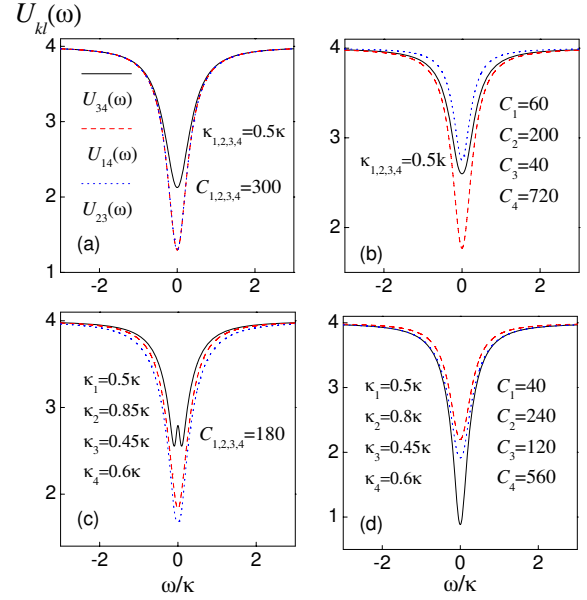 U_kl(ω)
4
3
2
1
U_34(ω)
U_14(ω)
U_23(ω)
κ_1,2,3,4=0.5κ
C_1,2,3,4=300
(a)
-2
0
2
4
3
2
κ_1,2,3,4=0.5k
C_1=60
C_2=200
C_3=40
C_4=720
(b)
-2
0
2
4
3
2
κ_1=0.5κ
κ_2=0.85κ
κ_3=0.45κ
κ_4=0.6κ
C_1,2,3,4=180
(c)
-2
0
2
ω/κ
4
3
2
1
κ_1=0.5κ
κ_2=0.8κ
κ_3=0.45κ
κ_4=0.6κ
C_1=40
C_2=240
C_3=120
C_4=560
(d)
-2
0
2
ω/κ